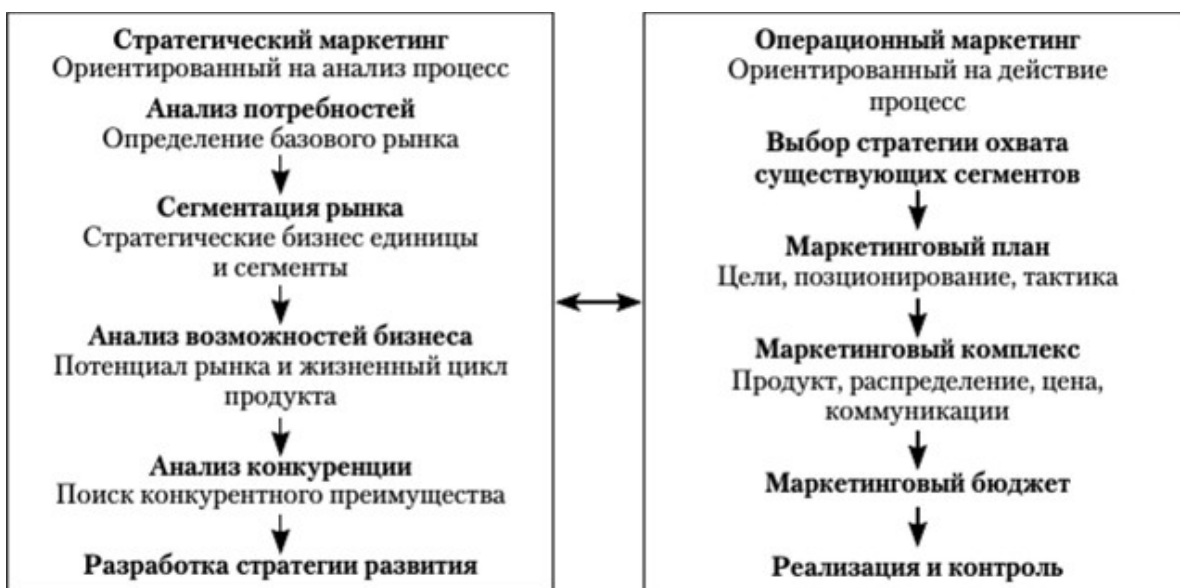 Стратегический маркетинг
Ориентированный на анализ процесс
Анализ потребностей
Определение базового рынка
Сегментация рынка
Стратегические бизнес единицы
и сегменты
Анализ возможностей бизнеса
Потенциал рынка и жизненный цикл
продукта
Анализ конкуренции
Поиск конкурентного преимущества
Разработка стратегии развития
Операционный маркетинг
Ориентированный на действие
процесс
Выбор стратегии охвата
существующих сегментов
Маркетинговый план
Цели, позционирование, тактика
Маркетинговый комплекс
Продукт, распределение, цена,
коммуникации
Маркетинговый бюджет
Реализация и контроль